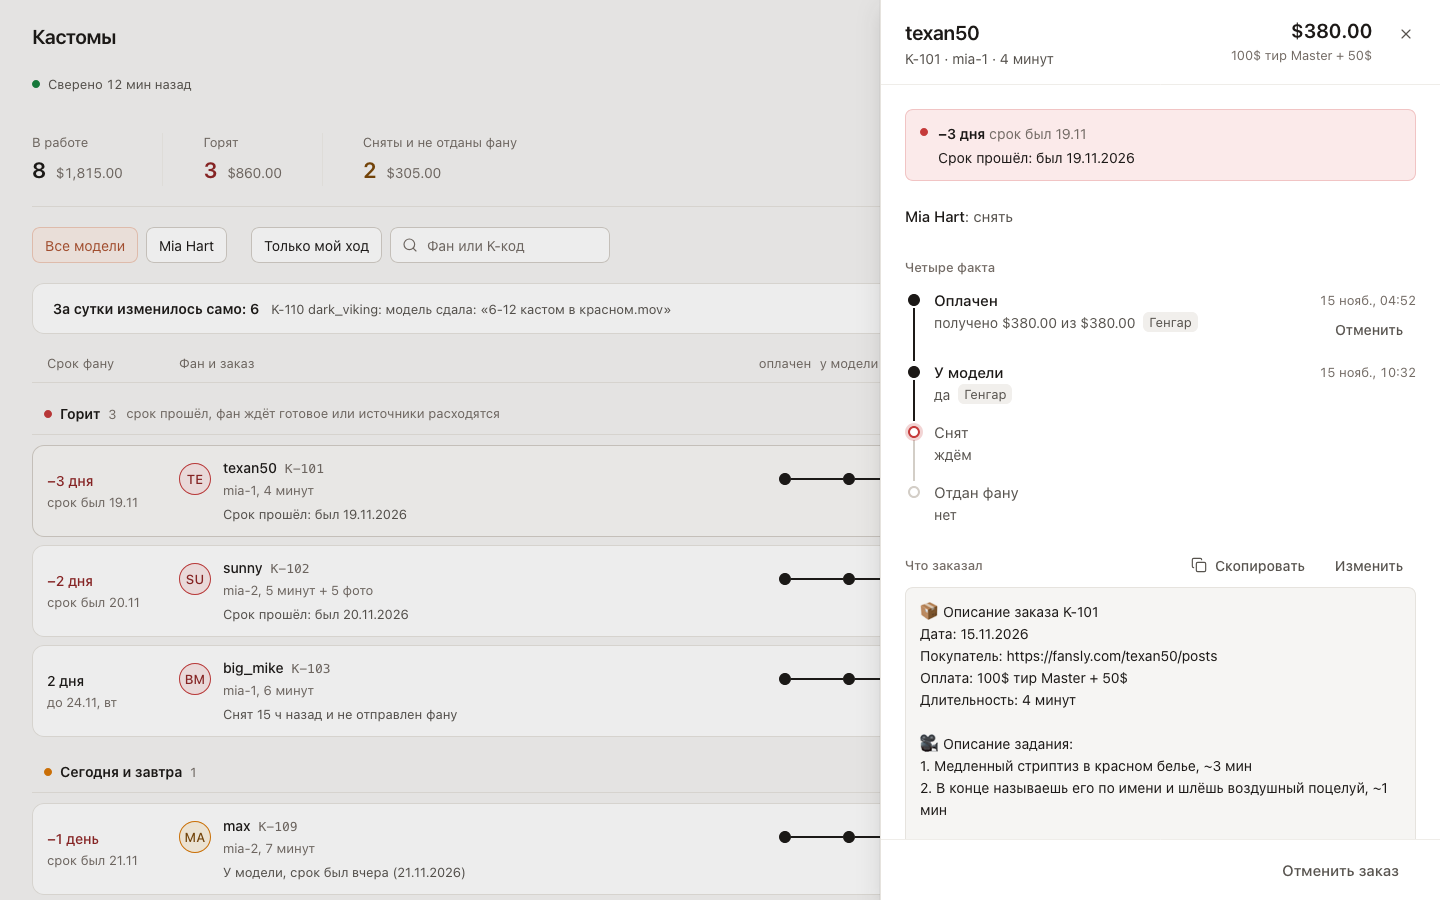 Кастомы
Сверено 12 мин назад
В работе
8 $1,815.00
Горят
3 $860.00
Сняты и не отданы фану
2 $305.00
Все модели
Mia Hart
Только мой ход
Фан или К-код
За сутки изменилось само: 6 K-110 dark_viking: модель сдала: «6-12 кастом в красном.mov»
Срок фану
Фан и заказ
оплачен
у модели
Горит 3 срок прошёл, фан ждёт готовое или источники расходятся
−3 дня
срок был 19.11
TE
texan50 K-101
mia-1, 4 минут
Срок прошёл: был 19.11.2026
−2 дня
срок был 20.11
SU
sunny K-102
mia-2, 5 минут + 5 фото
Срок прошёл: был 20.11.2026
2 дня
до 24.11, вт
BM
big_mike K-103
mia-1, 6 минут
Снят 15 ч назад и не отправлен фану
Сегодня и завтра 1
−1 день
срок был 21.11
MA
max K-109
mia-2, 7 минут
У модели, срок был вчера (21.11.2026)
texan50
K-101 · mia-1 · 4 минут
$380.00
100$ тир Master + 50$
−3 дня срок был 19.11
Срок прошёл: был 19.11.2026
Mia Hart: снять
Четыре факта
Оплачен
15 нояб., 04:52
получено $380.00 из $380.00 Генгар
Отменить
У модели
15 нояб., 10:32
да Генгар
Снят
ждём
Отдан фану
нет
Что заказал
Скопировать
Изменить
📦 Описание заказа K-101
Дата: 15.11.2026
Покупатель: https://fansly.com/texan50/posts
Оплата: 100$ тир Master + 50$
Длительность: 4 минут
🎥 Описание задания:
1. Медленный стриптиз в красном белье, ~3 мин
2. В конце называешь его по имени и шлёшь воздушный поцелуй, ~1
мин
Отменить заказ